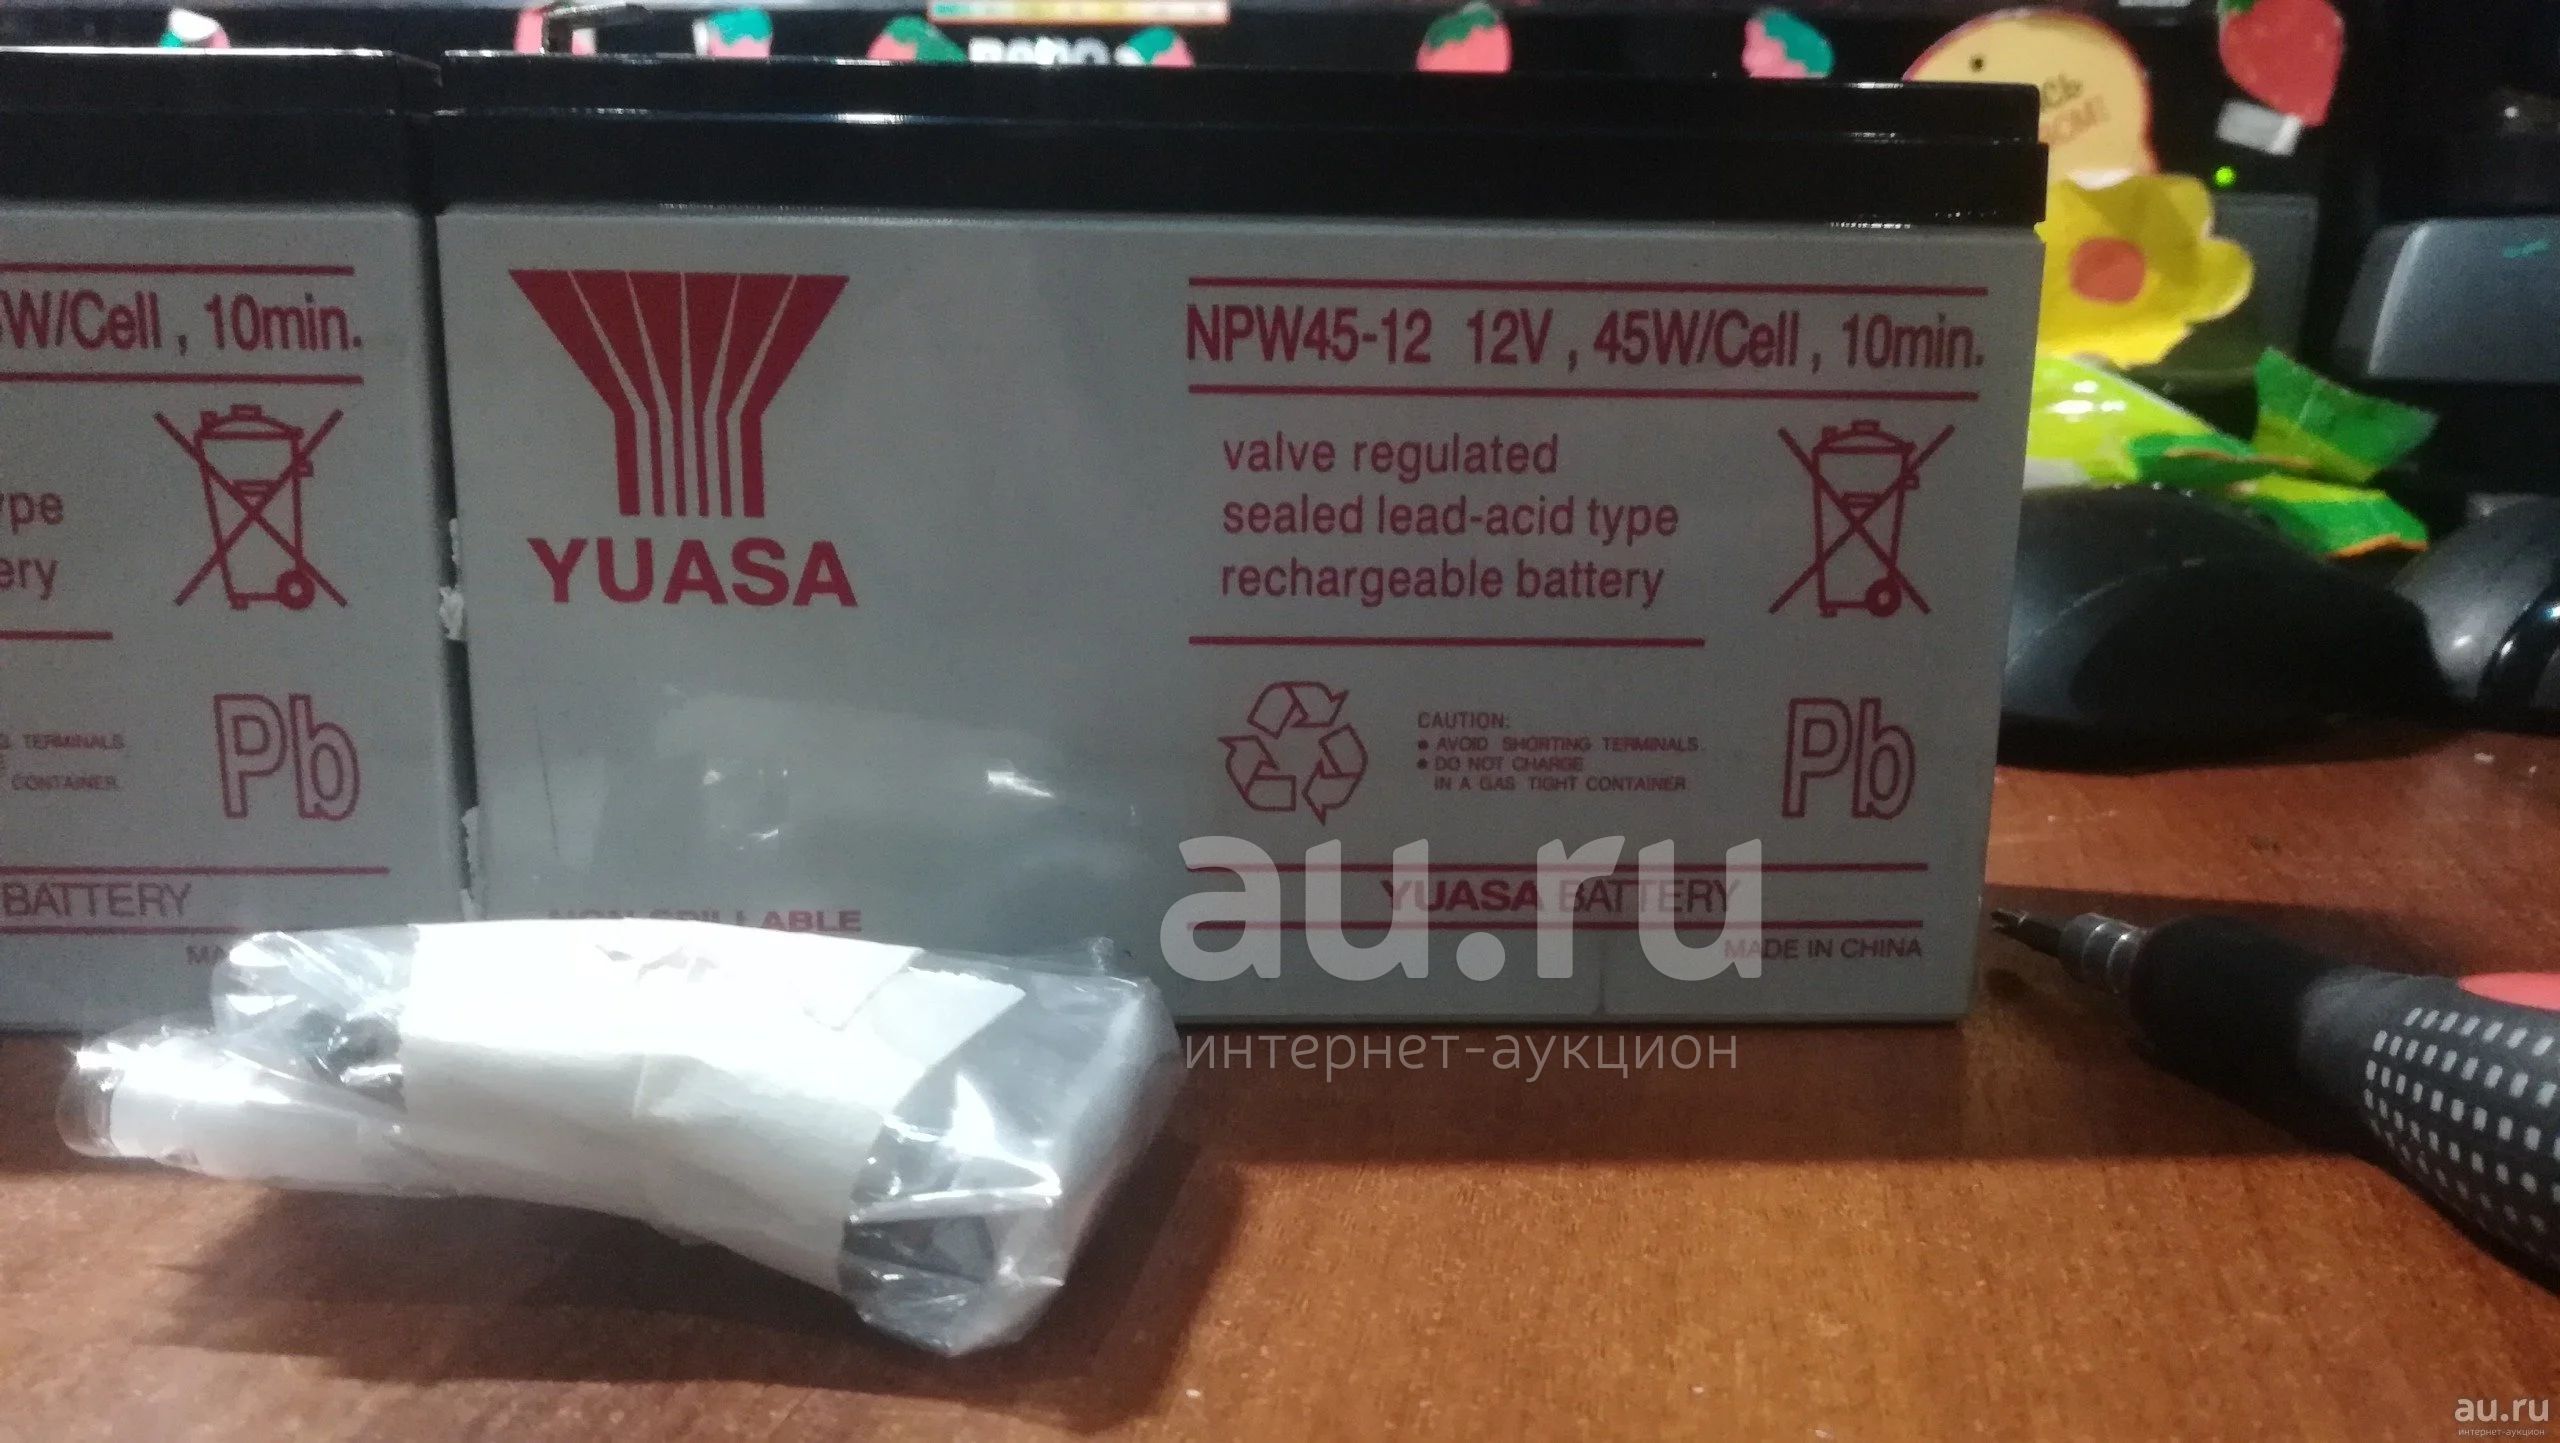 W/Cell , 10min.
ype
ery
TERMINALS
CONTAINER
Pb
BATTERY
YUASA
NPW45-12 12V , 45W/Cell , 10min.
valve regulated
sealed lead-acid type
rechargeable battery
CAUTION:
• AVOID SHORTING TERMINALS.
• DO NOT CHARGE
IN A GAS TIGHT CONTAINER
Pb
YUASA BATTERY
MADE IN CHINA
au.ru
интернет-аукцион
au.ru
интернет-аукцион